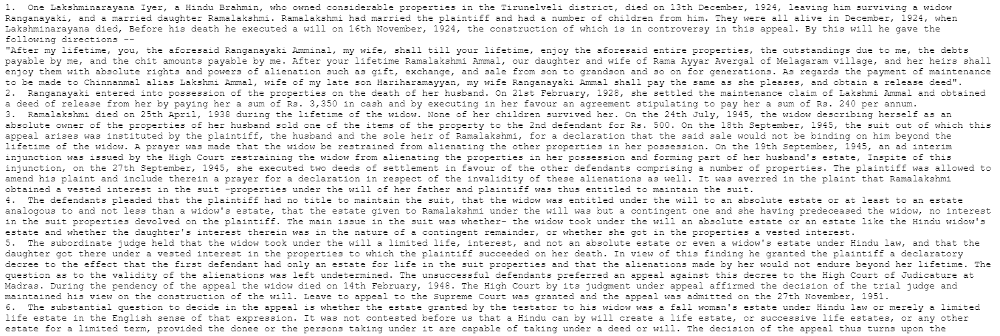 1.  One Lakshminarayana Iyer, a Hindu Brahmin, who owned considerable properties in the Tirunelveli district, died on 13th December, 1924, leaving him surviving a widow
Ranganayaki, and a married daughter Ramalakshmi. Ramalakshmi had married the plaintiff and had a number of children from him. They were all alive in December, 1924, when
Lakshminarayana died, Before his death he executed a will on 16th November, 1924, the construction of which is in controversy in this appeal. By this will he gave the
following directions --
"After my lifetime, you, the aforesaid Ranganayaki Amminal, my wife, shall till your lifetime, enjoy the aforesaid entire properties, the outstandings due to me, the debts
payable by me, and the chit amounts payable by me. After your lifetime Ramalakshmi Ammal, our daughter and wife of Rama Ayyar Avergal of Melagaram village, and her heirs shall
enjoy them with absolute rights and powers of alienation such as gift, exchange, and sale from son to grandson and so on for generations. As regards the payment of maintenance
to be made to Chinnanmal alias Lakshmi Ammal, wife of my late son Hariharamayyan, my wife Ranganayaki Ammal shall pay the same as she pleases, and obtain a release deed".
2.  Ranganayaki entered into possession of the properties on the death of her husband. On 21st February, 1928, she settled the maintenance claim of Lakshmi Ammal and obtained
a deed of release from her by paying her a sum of Rs. 3,350 in cash and by executing in her favour an agreement stipulating to pay her a sum of Rs. 240 per annum.
3.  Ramalakshmi died on 25th April, 1938 during the lifetime of the widow. None of her children survived her. On the 24th July, 1945, the widow describing herself as an
absolute owner of the properties of her husband sold one of the items of the property to the 2nd defendant for Rs. 500. On the 18th September, 1945, the suit out of which this
appeal arises was instituted by the plaintiff, the husband and the sole heir of Ramalakshmi, for a declaration that the said sale would not be binding on him beyond the
lifetime of the widow. A prayer was made that the widow be restrained from alienating the other properties in her possession. On the 19th September, 1945, an ad interim
injunction was issued by the High Court restraining the widow from alienating the properties in her possession and forming part of her husband's estate, Inspite of this
injunction, on the 27th September, 1945, she executed two deeds of settlement in favour of the other defendants comprising a number of properties. The plaintiff was allowed to
amend his plaint and include therein a prayer for a declaration in respect of the invalidity of these alienations as well. It was averred in the plaint that Ramalakshmi
obtained a vested interest in the suit -properties under the will of her father and plaintiff was thus entitled to maintain the suit.
4.  The defendants pleaded that the plaintiff had no title to maintain the suit, that the widow was entitled under the will to an absolute estate or at least to an estate
analogous to and not less than a widow's estate, that the estate given to Ramalakshmi under the will was but a contingent one and she having predeceased the widow, no interest
in the suit properties devolved on the plaintiff. The main issue in the suit was whether- the widow took under the will an absolute estate or an estate like the Hindu widow's
estate and whether the daughter's interest therein was in the nature of a contingent remainder, or whether she got in the properties a vested interest.
5.  The subordinate judge held that the widow took under the will a limited life, interest, and not an absolute estate or even a widow's estate under Hindu law, and that the
daughter got there under a vested interest in the properties to which the plaintiff succeeded on her death. In view of this finding he granted the plaintiff a declaratory
decree to the effect that the first defendant had only an estate for life in the suit properties and that the alienations made by her would not endure beyond her lifetime. The
question as to the validity of the alienations was left undetermined. The unsuccessful defendants preferred an appeal against this decree to the High Court of Judicature at
Madras. During the pendency of the appeal the widow died on 14th February, 1948. The High Court by its judgment under appeal affirmed the decision of the trial judge and
maintained his view on the construction of the will. Leave to appeal to the Supreme Court was granted and the appeal was admitted on the 27th November, 1951.
6.  The substantial question to decide in the appeal is whether the estate granted by the testator to his widow was a fall woman's estate under Hindu law or merely a limited
life estate in the English sense of that expression. It was not contested before us that a Hindu can by will create a life estate, or successive life estates, or any other
estate for a limited term, provided the donee or the persons taking under it are capable of taking under a deed or will. The decision of the appeal thus turns upon the